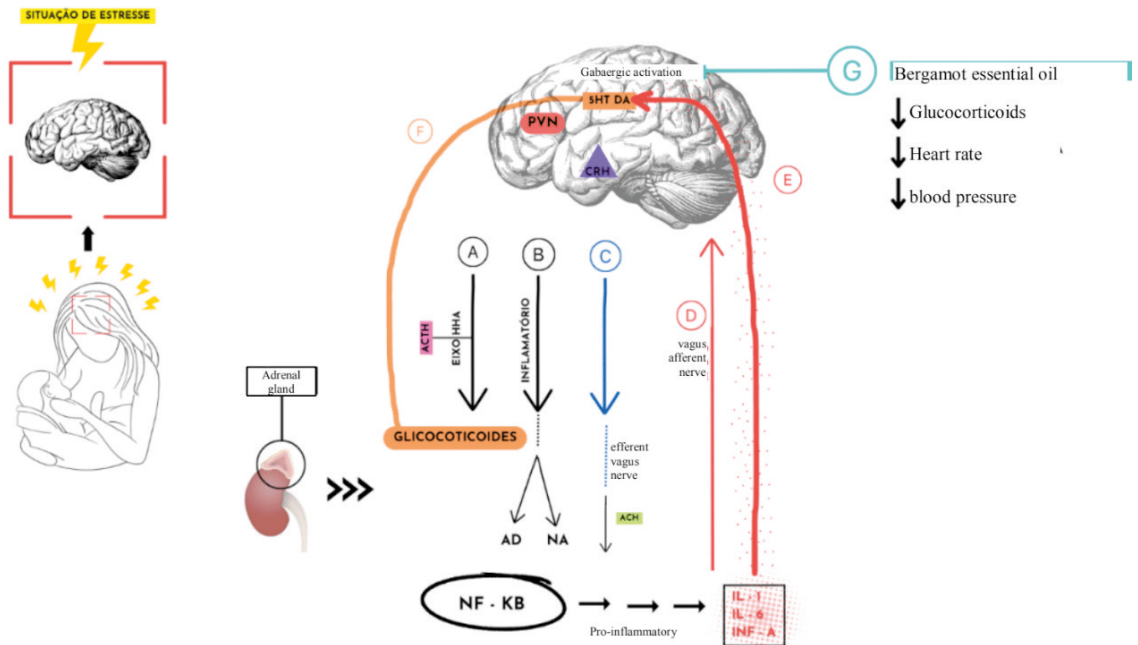 SITUAÇÃO DE ESTRESSE
Gabaergic activation
5HT DA
PVN
CRH
G
Bergamot essential oil
Glucocorticoids
Heart rate
blood pressure
F
E
A
B
C
D
vagus
afferent
nerve
ACTH
EIXO HHA
INFLAMATÓRIO
Adrenal
gland
GLICOCOTICOIDES
efferent
vagus
nerve
ACH
AD
NA
NF - KB
Pro-inflammatory
IL - 1
IL - 6
INF - A